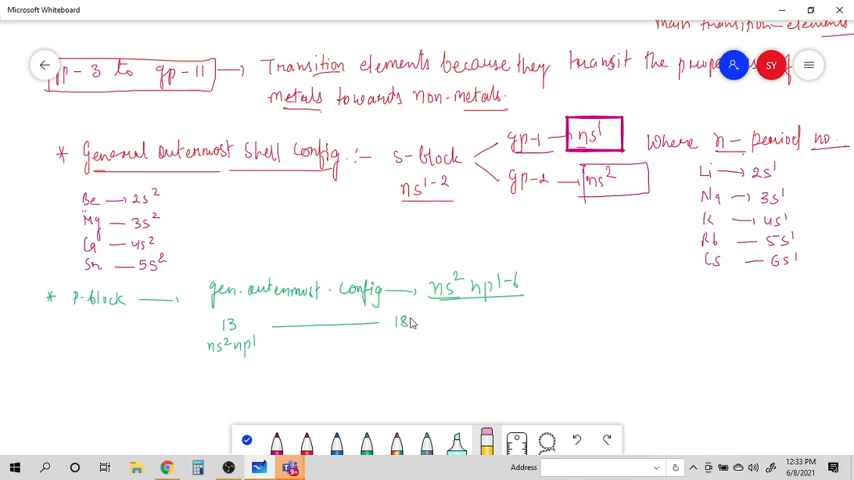 Microsoft Whiteboard
Main transition-elements
gp-3 to gp-11 → Transition elements because they transit the prop of
SY
metals towards non-metals.
* General outermost shell config :- s-block gp-1 → ns¹ where n - period no.
ns¹⁻² gp-2 → ns²
Li → 2s¹
Na → 3s¹
K → 4s¹
Rb — 5s¹
Cs — 6s¹
Be → 2s²
Mg — 3s²
Ca — 4s²
Sr — 5s²
* P-block — gen. outermost. config → ns² np¹⁻⁶
13 — 18
ns²np¹
Address
12:33 PM
6/8/2021